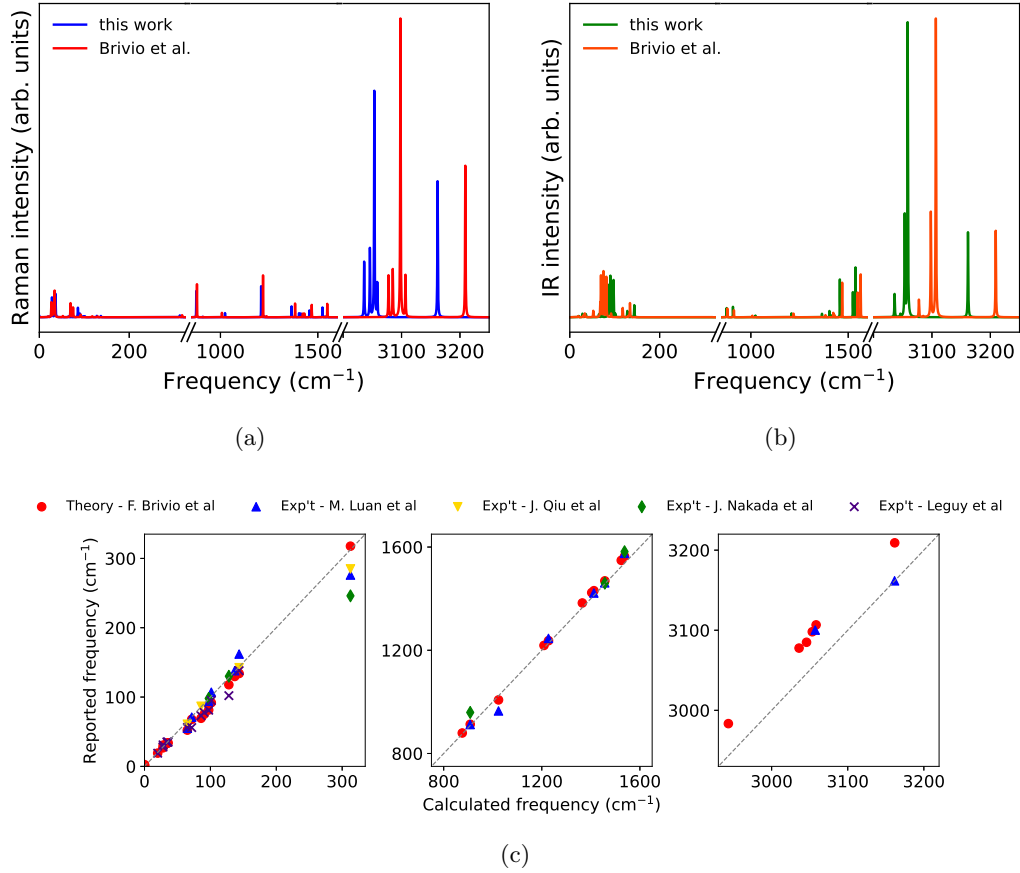 Raman intensity (arb. units)
this work
Brivio et al.
0 200 1000 1500 3100 3200
Frequency (cm⁻¹)
(a)
IR intensity (arb. units)
this work
Brivio et al.
0 200 1000 1500 3100 3200
Frequency (cm⁻¹)
(b)
Theory - F. Brivio et al Exp't - M. Luan et al Exp't - J. Qiu et al Exp't - J. Nakada et al Exp't - Leguy et al
Reported frequency (cm⁻¹)
300
200
100
0
0 100 200 300
1600
1200
800
800 1200 1600
3200
3100
3000
3000 3100 3200
Calculated frequency (cm⁻¹)
(c)